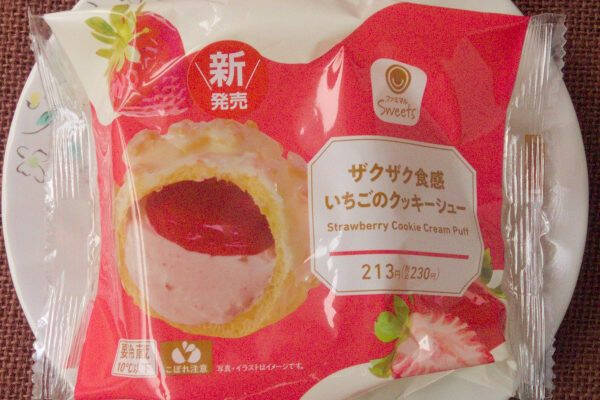 新
発売
ファミマル
Sweets
ザクザク食感
いちごのクッキーシュー
Strawberry Cookie Cream Puff
213円(税込230円)
要冷蔵
10℃以下
こぼれ注意
写真・イラストはイメージです。